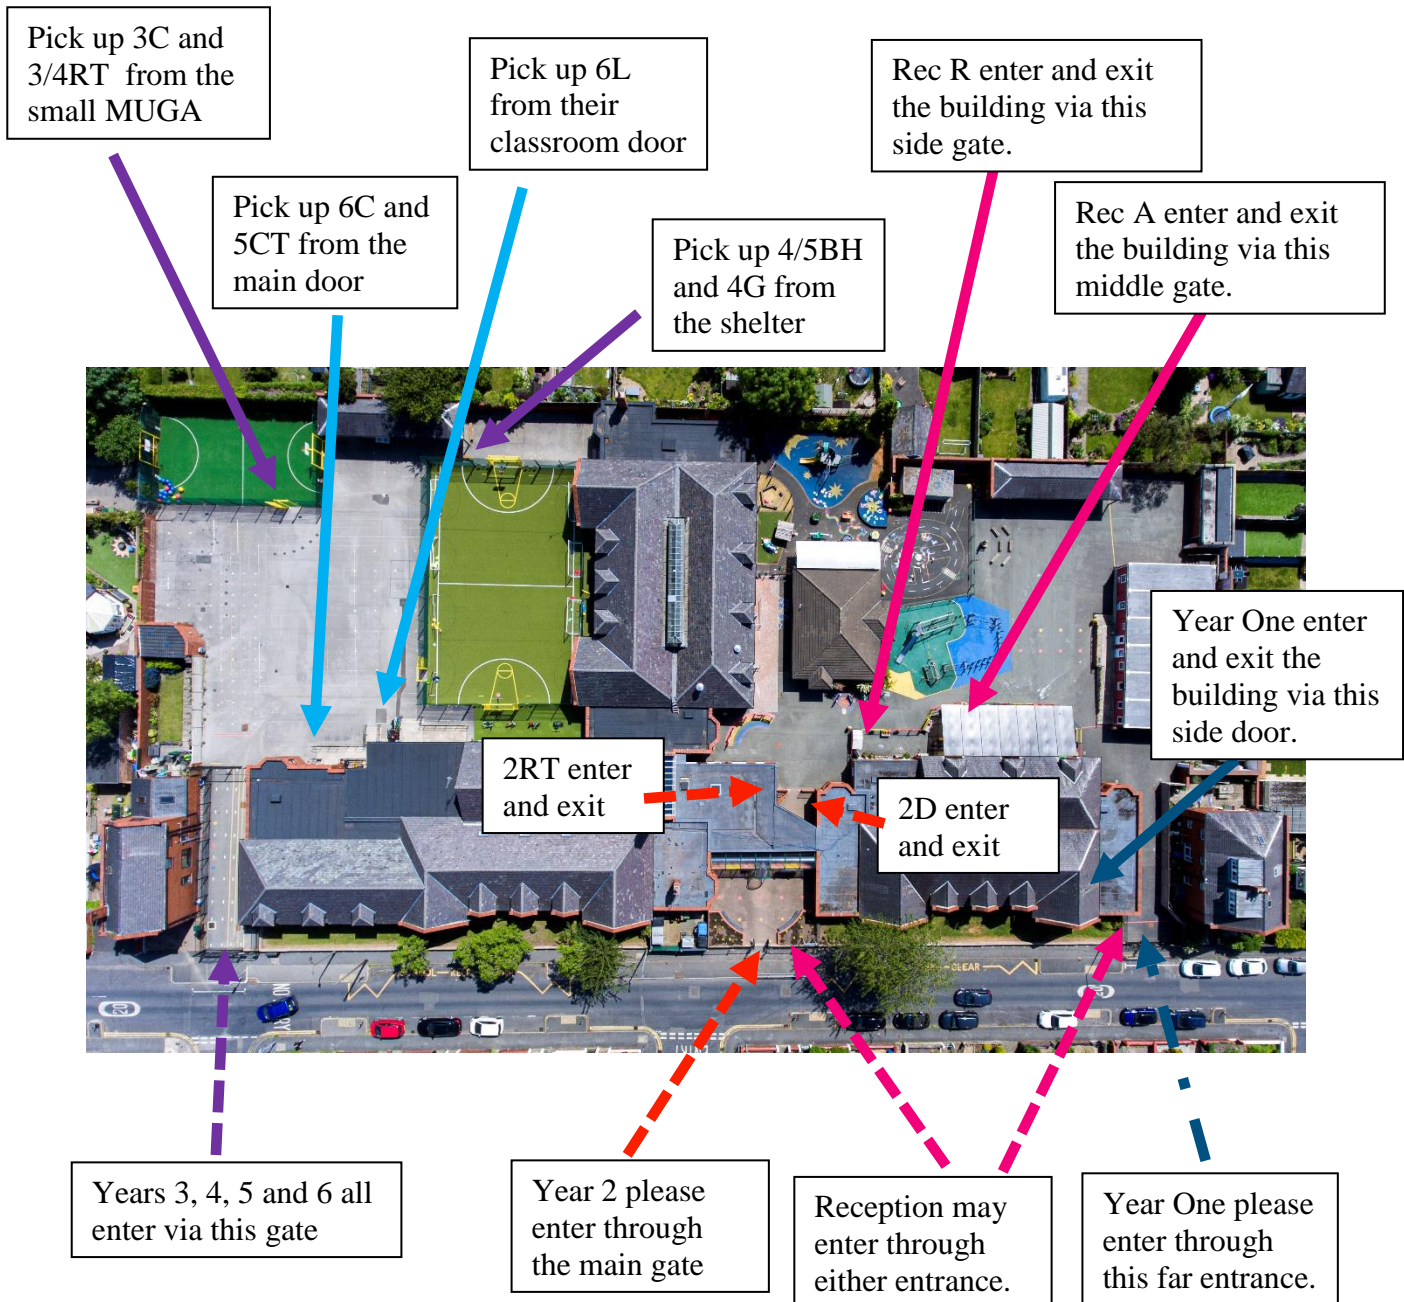 Pick up 3C and
3/4RT from the
small MUGA
Pick up 6L
from their
classroom door
Rec R enter and exit
the building via this
side gate.
Pick up 6C and
5CT from the
main door
Rec A enter and exit
the building via this
middle gate.
Pick up 4/5BH
and 4G from
the shelter
Year One enter
and exit the
building via this
side door.
2RT enter
and exit
2D enter
and exit
CLEAR
20
NO
20
Years 3, 4, 5 and 6 all
enter via this gate
Year 2 please
enter through
the main gate
Reception may
enter through
either entrance.
Year One please
enter through
this far entrance.